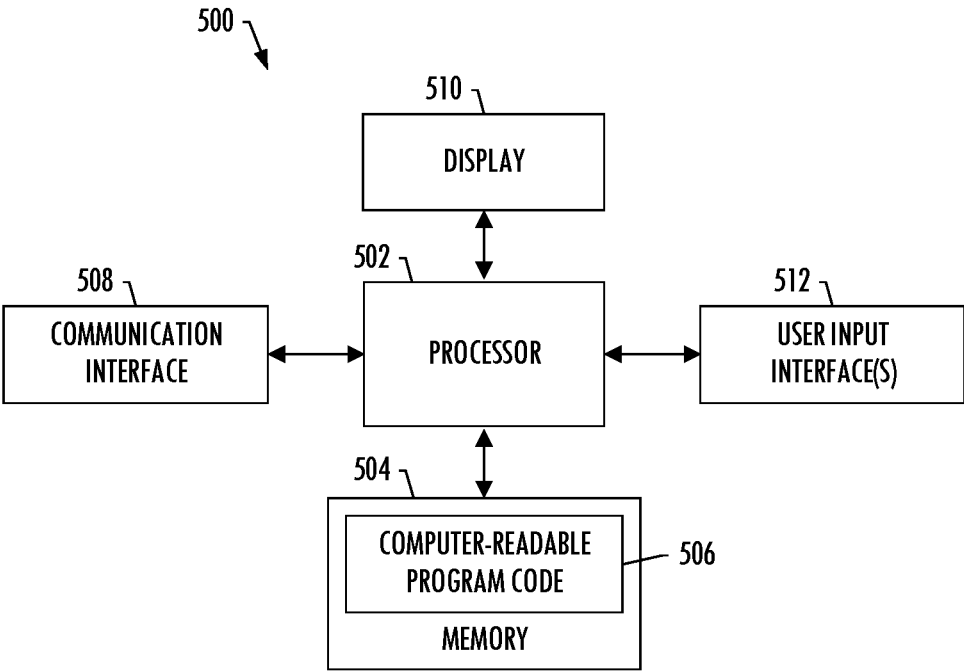 500
510
DISPLAY
502
508
512
COMMUNICATION
INTERFACE
PROCESSOR
USER INPUT
INTERFACE(S)
504
COMPUTER-READABLE
PROGRAM CODE
506
MEMORY